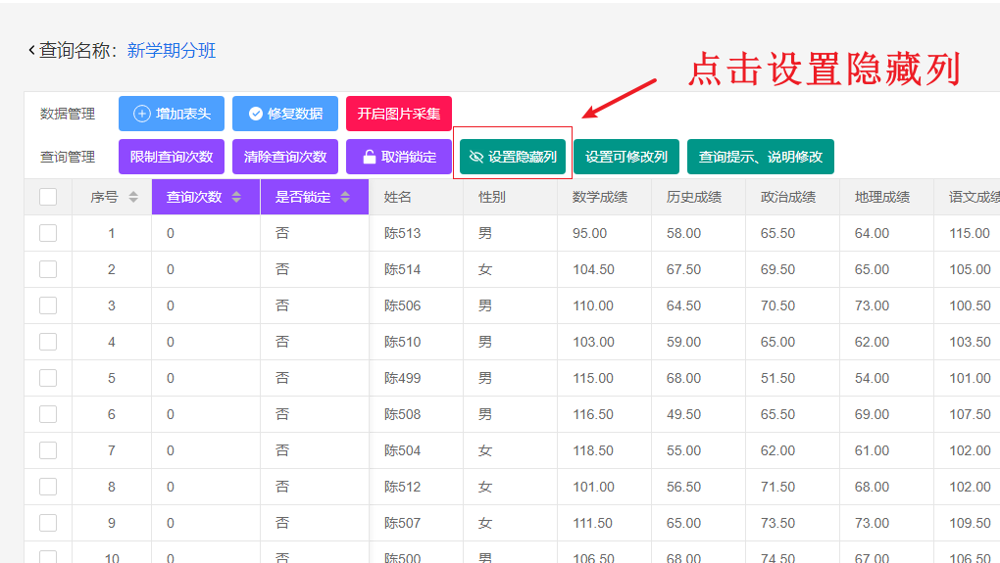 查询名称：新学期分班
点击设置隐藏列
数据管理 增加表头 修复数据 开启图片采集
查询管理 限制查询次数 清除查询次数 取消锁定 设置隐藏列 设置可修改列 查询提示、说明修改
序号 查询次数 是否锁定 姓名 性别 数学成绩 历史成绩 政治成绩 地理成绩 语文成绩
1 0 否 陈513 男 95.00 58.00 65.50 64.00 115.00
2 0 否 陈514 女 104.50 67.50 69.50 65.00 105.00
3 0 否 陈506 男 110.00 64.50 70.50 73.00 100.50
4 0 否 陈510 男 103.00 59.00 65.00 62.00 103.50
5 0 否 陈499 男 115.00 68.00 51.50 54.00 101.00
6 0 否 陈508 男 116.50 49.50 65.50 69.00 107.50
7 0 否 陈504 女 118.50 55.00 62.00 61.00 102.00
8 0 否 陈512 女 101.00 56.50 71.50 68.00 102.00
9 0 否 陈507 女 111.50 65.00 73.50 73.00 109.50
10 0 否 陈500 男 106.50 68.00 74.50 67.00 106.50